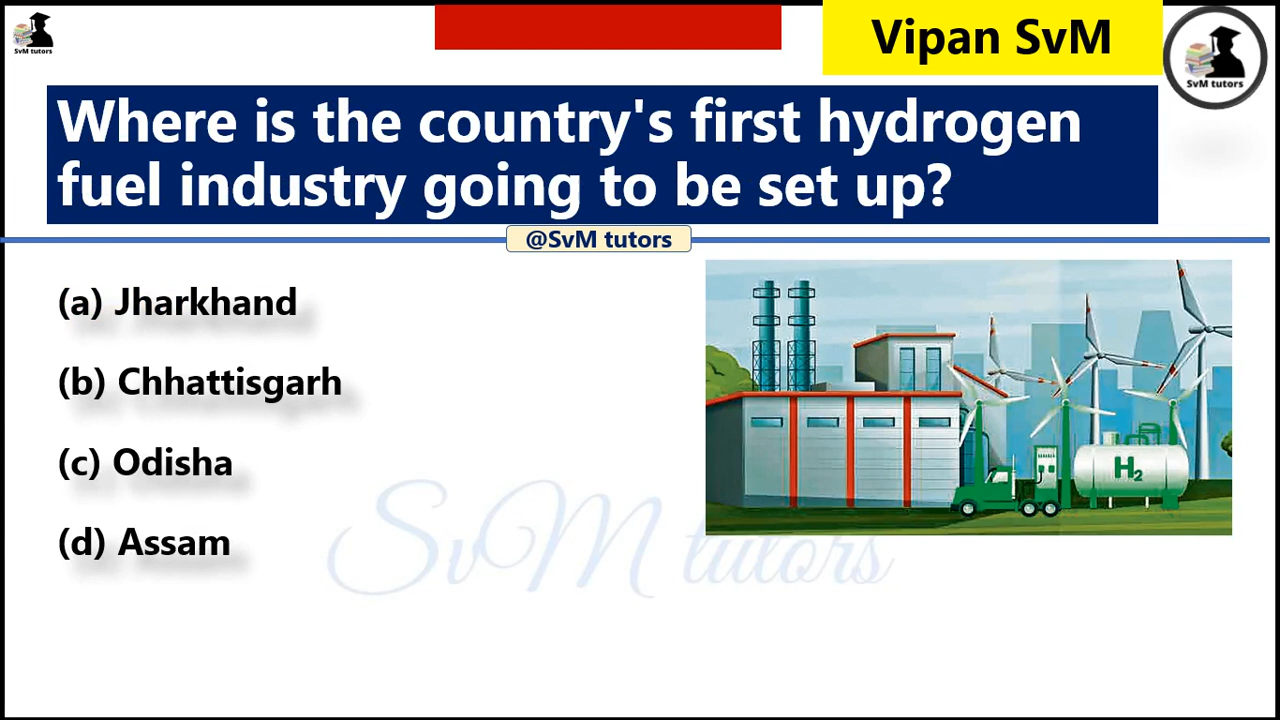 SvM tutors
Vipan SvM
SvM tutors
Where is the country's first hydrogen
fuel industry going to be set up?
@SvM tutors
(a) Jharkhand
(b) Chhattisgarh
(c) Odisha
(d) Assam
H2
SvM tutors